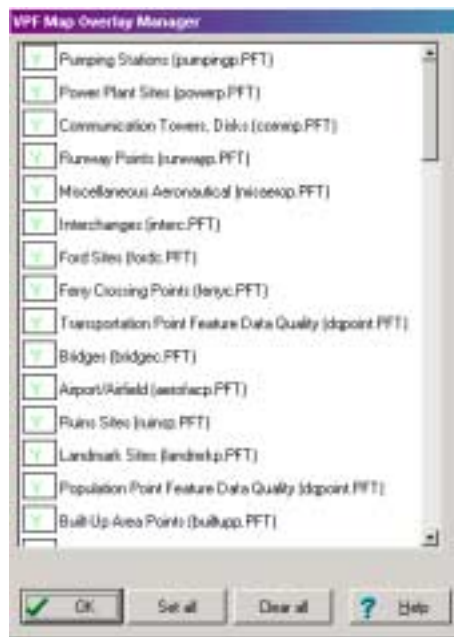 VPF Map Overlay Manager
Y Pumping Stations (pumpingp.PFT)
Y Power Plant Sites (powerp.PFT)
Y Communication Towers, Disks (commp.PFT)
Y Runway Points (runwayp.PFT)
Y Miscellaneous Aeronautical (miscaerop.PFT)
Y Interchanges (interc.PFT)
Y Ford Sites (fordc.PFT)
Y Ferry Crossing Points (ferryc.PFT)
Y Transportation Point Feature Data Quality (dqpoint.PFT)
Y Bridges (bridgec.PFT)
Y Airport/Airfield (aerofacp.PFT)
Y Ruins Sites (ruinsp.PFT)
Y Landmark Sites (landmrkp.PFT)
Y Population Point Feature Data Quality (dqpoint.PFT)
Y Built-Up Area Points (builtupp.PFT)
OK Set all Clear all ? Help